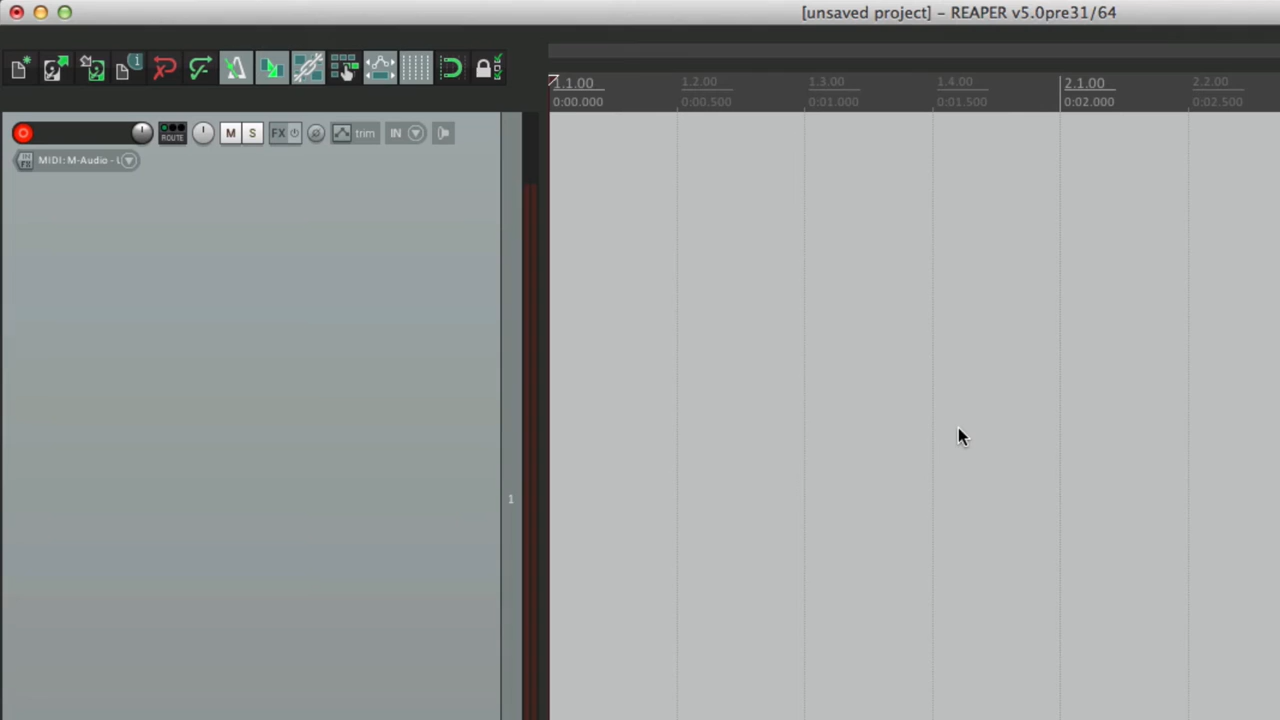 [unsaved project] – REAPER v5.0pre31/64
1.1.00 1.2.00 1.3.00 1.4.00 2.1.00 2.2.00
0:00.000 0:00.500 0:01.000 0:01.500 0:02.000 0:02.500
ROUTE M S FX trim IN
MIDI: M-Audio -
1